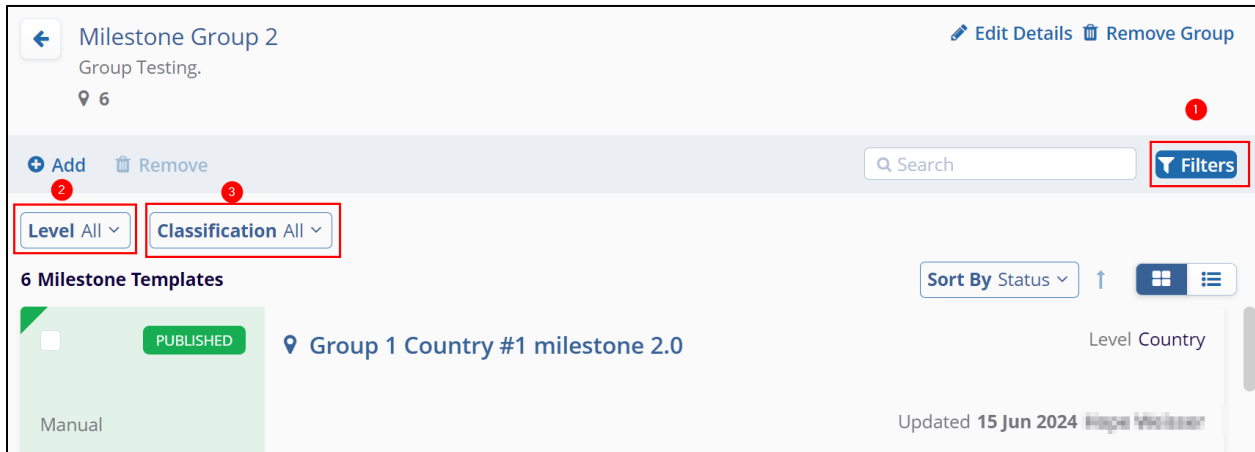 Milestone Group 2
Edit Details Remove Group
Group Testing.
6
1
Add Remove
Search
Filters
2 3
Level All Classification All
6 Milestone Templates
Sort By Status
PUBLISHED
Group 1 Country #1 milestone 2.0
Level Country
Manual
Updated 15 Jun 2024